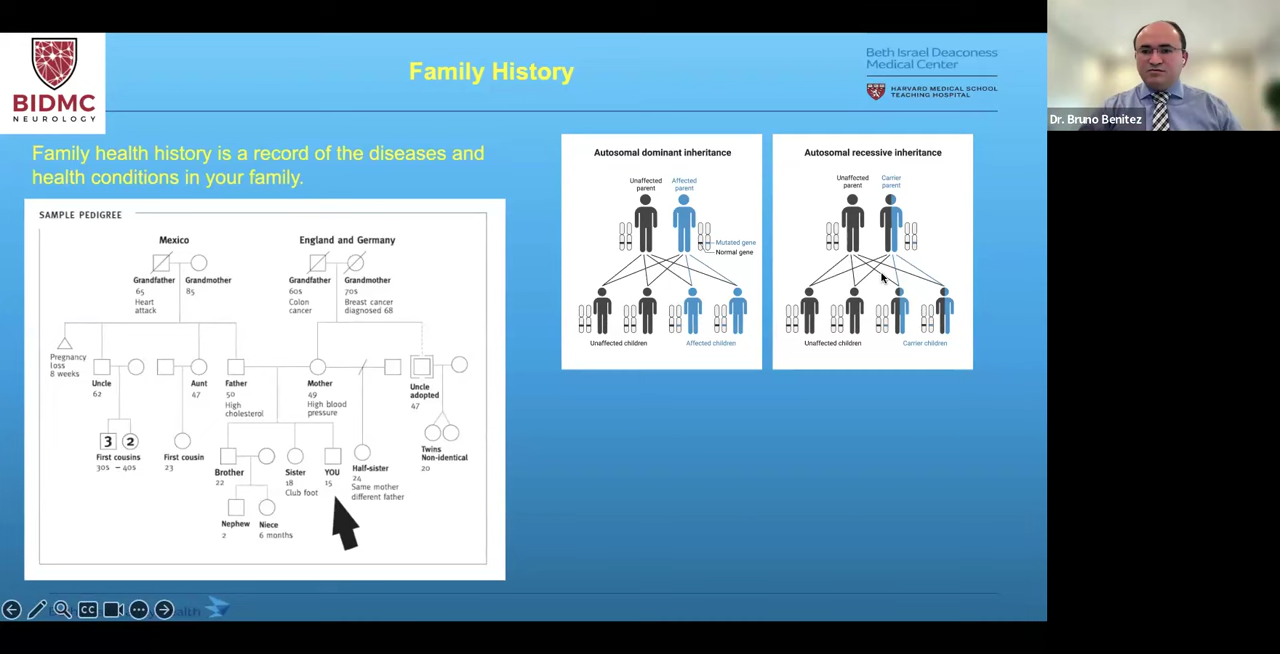 BIDMC
NEUROLOGY
Family History
Beth Israel Deaconess
Medical Center
HARVARD MEDICAL SCHOOL
TEACHING HOSPITAL
Dr. Bruno Benitez
Family health history is a record of the diseases and
health conditions in your family.
SAMPLE PEDIGREE
Mexico
England and Germany
Grandfather
65
Heart
attack
Grandmother
85
Grandfather
60s
Colon
cancer
Grandmother
70s
Breast cancer
diagnosed 68
Pregnancy
loss
8 weeks
Uncle
62
Aunt
47
Father
50
High
cholesterol
Mother
49
High blood
pressure
Uncle
adopted
47
3
2
First cousins
30s – 40s
First cousin
23
Brother
22
Sister
18
Club foot
YOU
15
Half-sister
24
Same mother
different father
Twins
Non-identical
20
Nephew
2
Niece
6 months
Autosomal dominant inheritance
Unaffected
parent
Affected
parent
Mutated gene
Normal gene
Unaffected children
Affected children
Autosomal recessive inheritance
Unaffected
parent
Carrier
parent
Unaffected children
Carrier children
CC